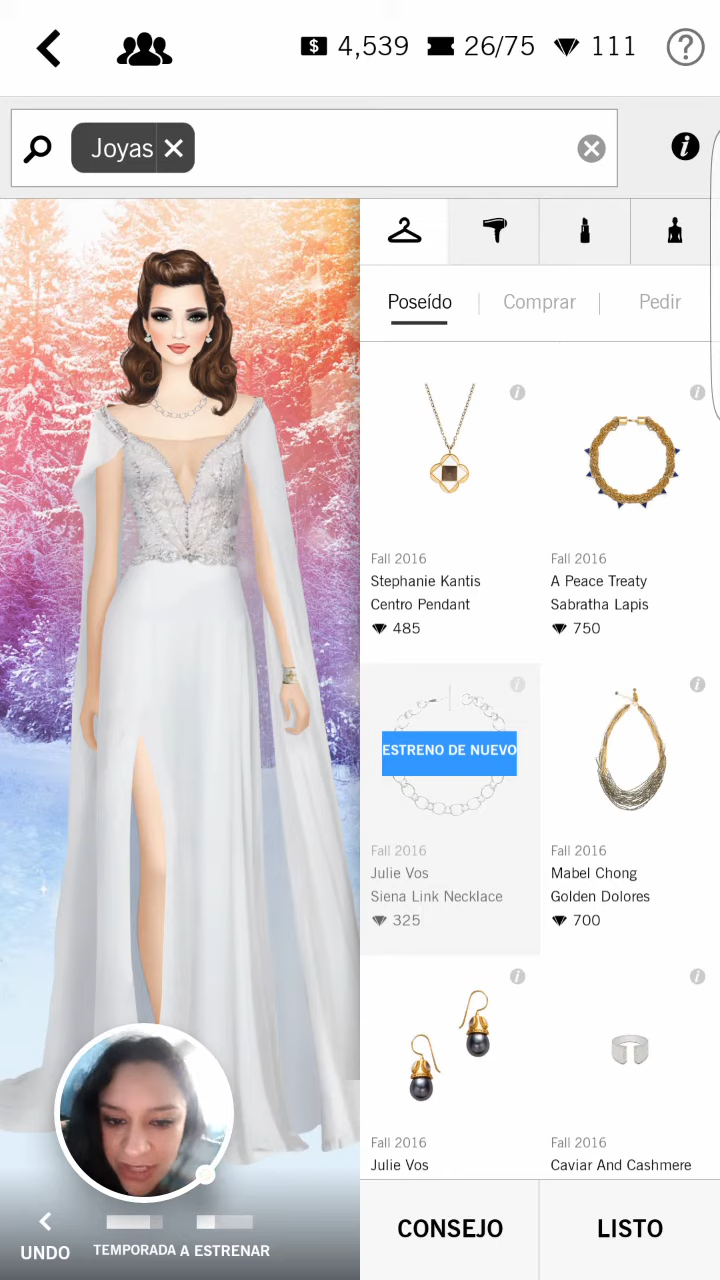 4,539
26/75
111
?
Joyas
Poseído
Comprar
Pedir
Fall 2016
Stephanie Kantis
Centro Pendant
485
Fall 2016
A Peace Treaty
Sabratha Lapis
750
ESTRENO DE NUEVO
Fall 2016
Julie Vos
Siena Link Necklace
325
Fall 2016
Mabel Chong
Golden Dolores
700
Fall 2016
Julie Vos
Fall 2016
Caviar And Cashmere
UNDO
TEMPORADA A ESTRENAR
CONSEJO
LISTO